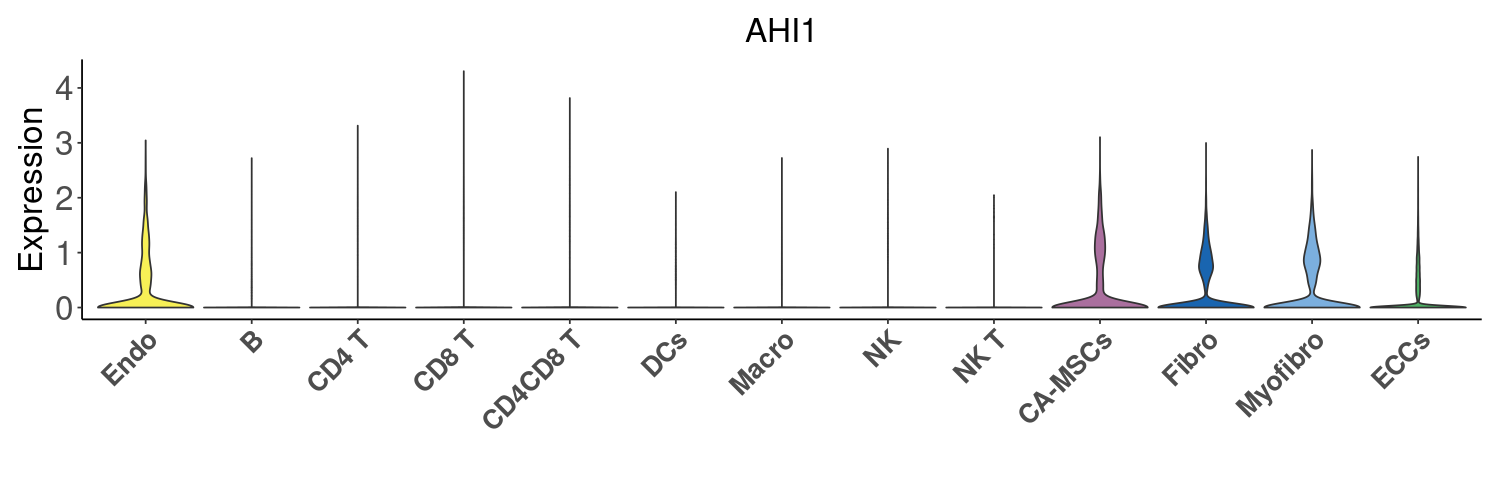 AHI1
Expression
4
3
2
1
0
Endo
B
CD4 T
CD8 T
CD4CD8 T
DCs
Macro
NK
NK T
CA-MSCs
Fibro
Myofibro
ECCs